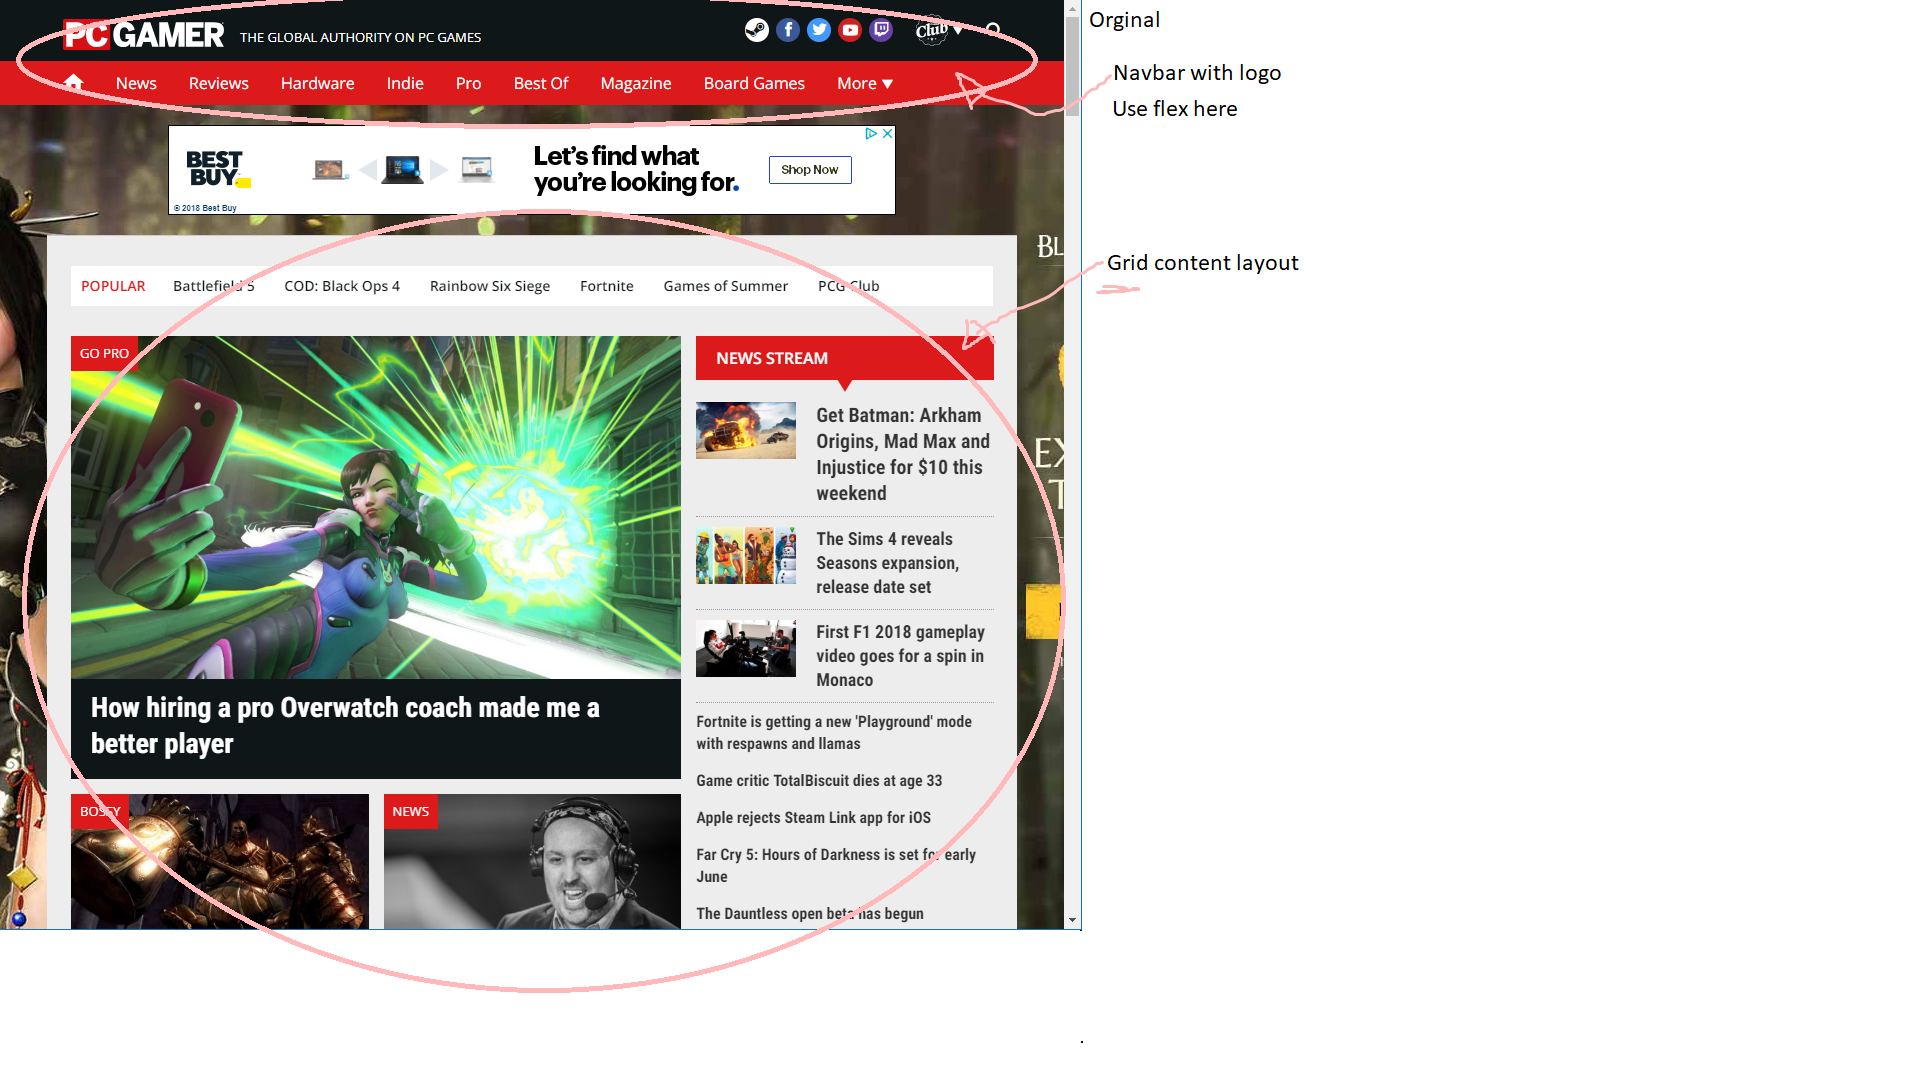 PC GAMER THE GLOBAL AUTHORITY ON PC GAMES
Club
News Reviews Hardware Indie Pro Best Of Magazine Board Games More
Orginal
Navbar with logo
Use flex here
BEST
BUY
Let's find what
you're looking for.
Shop Now
© 2018 Best Buy
Grid content layout
POPULAR Battlefield 5 COD: Black Ops 4 Rainbow Six Siege Fortnite Games of Summer PCG Club
GO PRO
How hiring a pro Overwatch coach made me a
better player
BOSSY
NEWS
NEWS STREAM
Get Batman: Arkham
Origins, Mad Max and
Injustice for $10 this
weekend
The Sims 4 reveals
Seasons expansion,
release date set
First F1 2018 gameplay
video goes for a spin in
Monaco
Fortnite is getting a new 'Playground' mode
with respawns and llamas
Game critic TotalBiscuit dies at age 33
Apple rejects Steam Link app for iOS
Far Cry 5: Hours of Darkness is set for early
June
The Dauntless open beta has begun
BL
EX
T